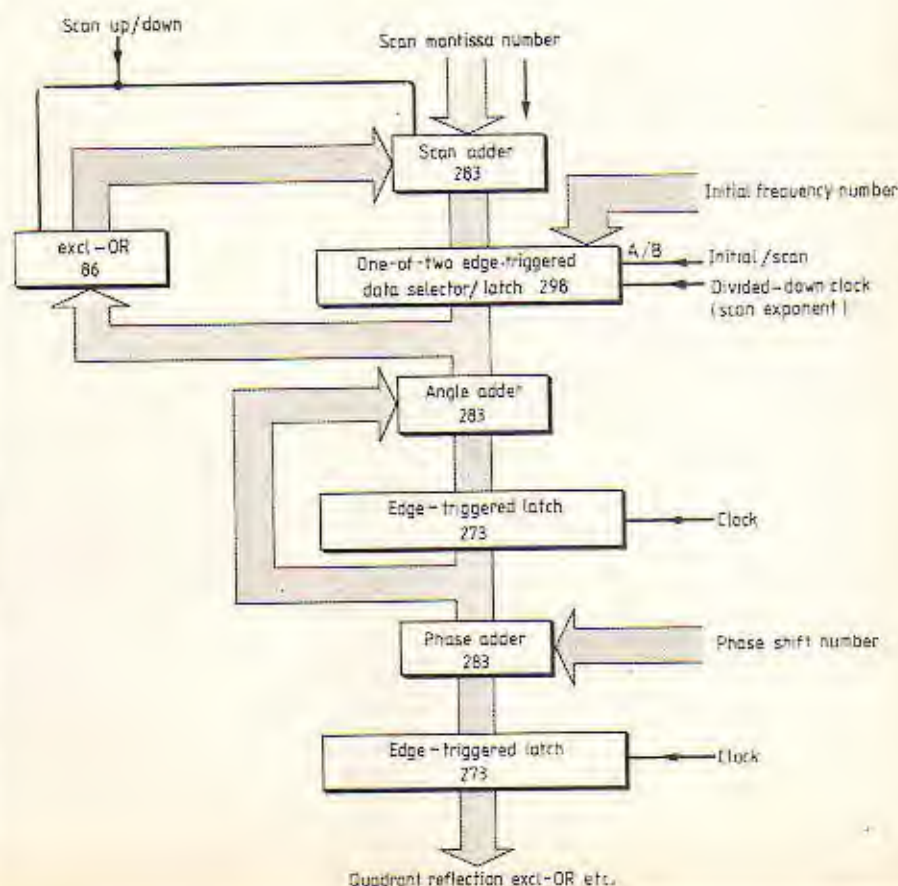 Scan up/down
Scan mantissa number
Scan adder
283
Initial frequency number
excl-OR
86
One-of-two edge-triggered
data selector/latch 298
A/B
Initial/scan
Divided-down clock
(scan exponent)
Angle adder
283
Edge-triggered latch
273
Clock
Phase adder
283
Phase shift number
Edge-triggered latch
273
Clock
Quadrant reflection excl-OR etc.